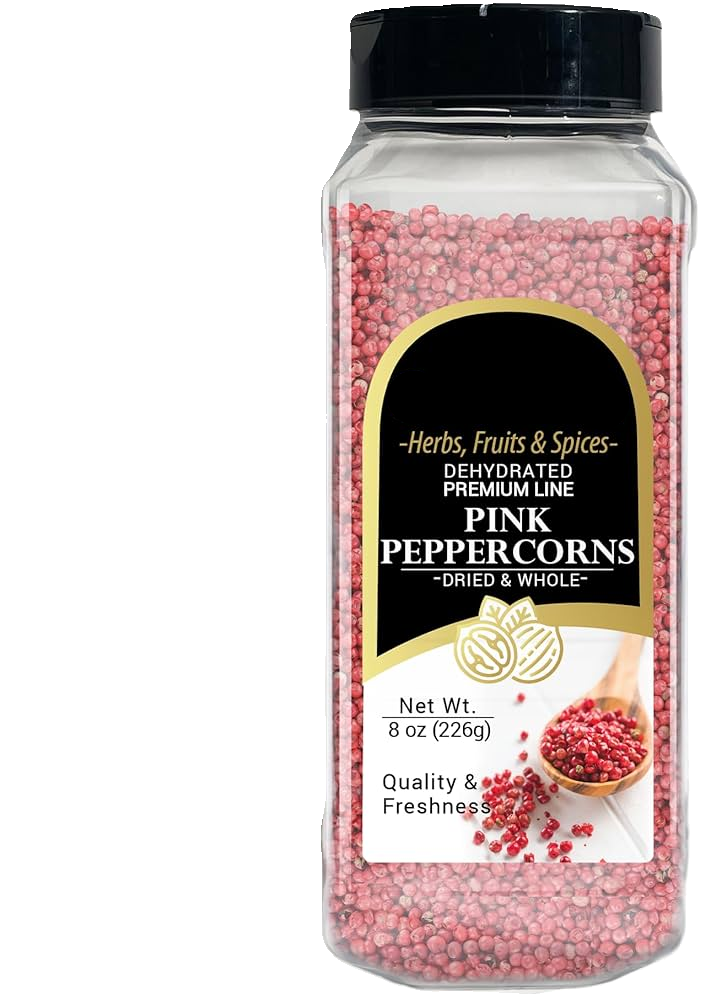 -Herbs, Fruits & Spices-
DEHYDRATED
PREMIUM LINE
PINK
PEPPERCORNS
-DRIED & WHOLE-
Net Wt.
8 oz (226g)
Quality &
Freshness